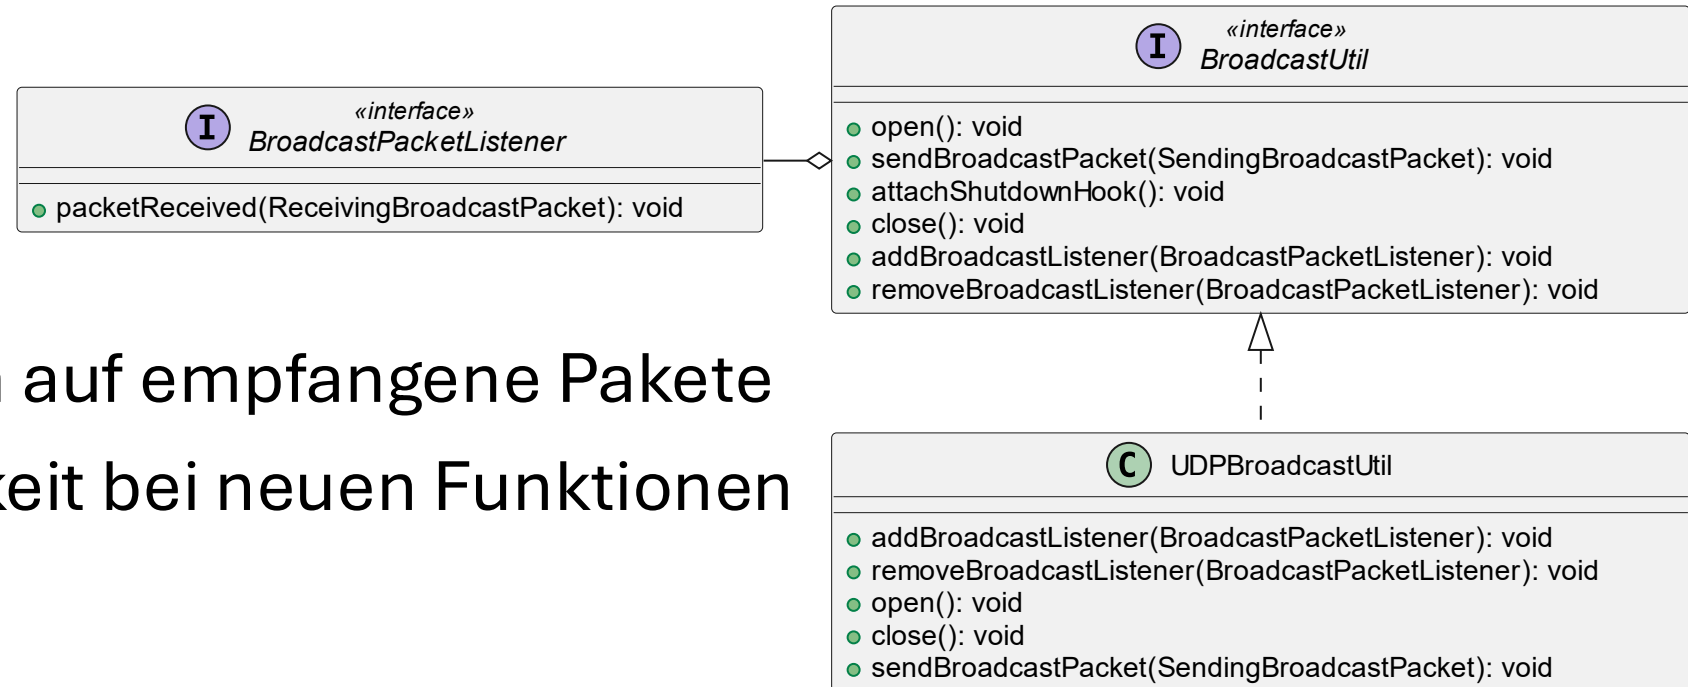 «interface»
BroadcastPacketListener
packetReceived(ReceivingBroadcastPacket): void
«interface»
BroadcastUtil
open(): void
sendBroadcastPacket(SendingBroadcastPacket): void
attachShutdownHook(): void
close(): void
addBroadcastListener(BroadcastPacketListener): void
removeBroadcastListener(BroadcastPacketListener): void
auf empfangene Pakete
keit bei neuen Funktionen
UDPBroadcastUtil
addBroadcastListener(BroadcastPacketListener): void
removeBroadcastListener(BroadcastPacketListener): void
open(): void
close(): void
sendBroadcastPacket(SendingBroadcastPacket): void
I
I
C